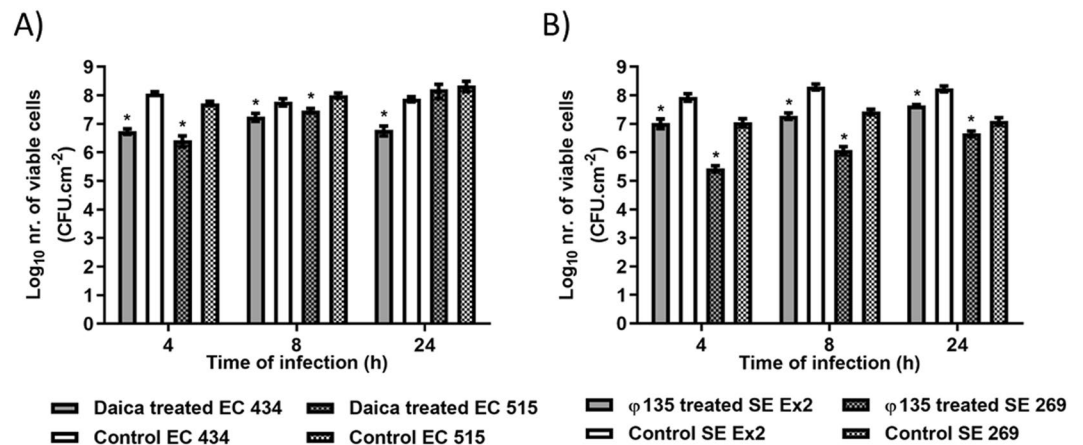 A)
Log10 nr. of viable cells
(CFU.cm-2)
9
8
7
6
5
4
3
2
1
0
* * * * *
4 8 24
Time of infection (h)
Daica treated EC 434
Daica treated EC 515
Control EC 434
Control EC 515
B)
Log10 nr. of viable cells
(CFU.cm-2)
9
8
7
6
5
4
3
2
1
0
* * * * * *
4 8 24
Time of infection (h)
φ135 treated SE Ex2
φ135 treated SE 269
Control SE Ex2
Control SE 269